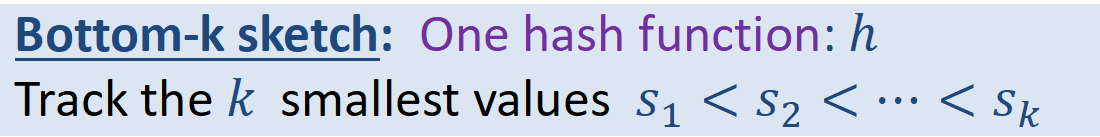 Bottom-k sketch: One hash function: h
Track the k smallest values s₁ < s₂ < ⋯ < sₖ